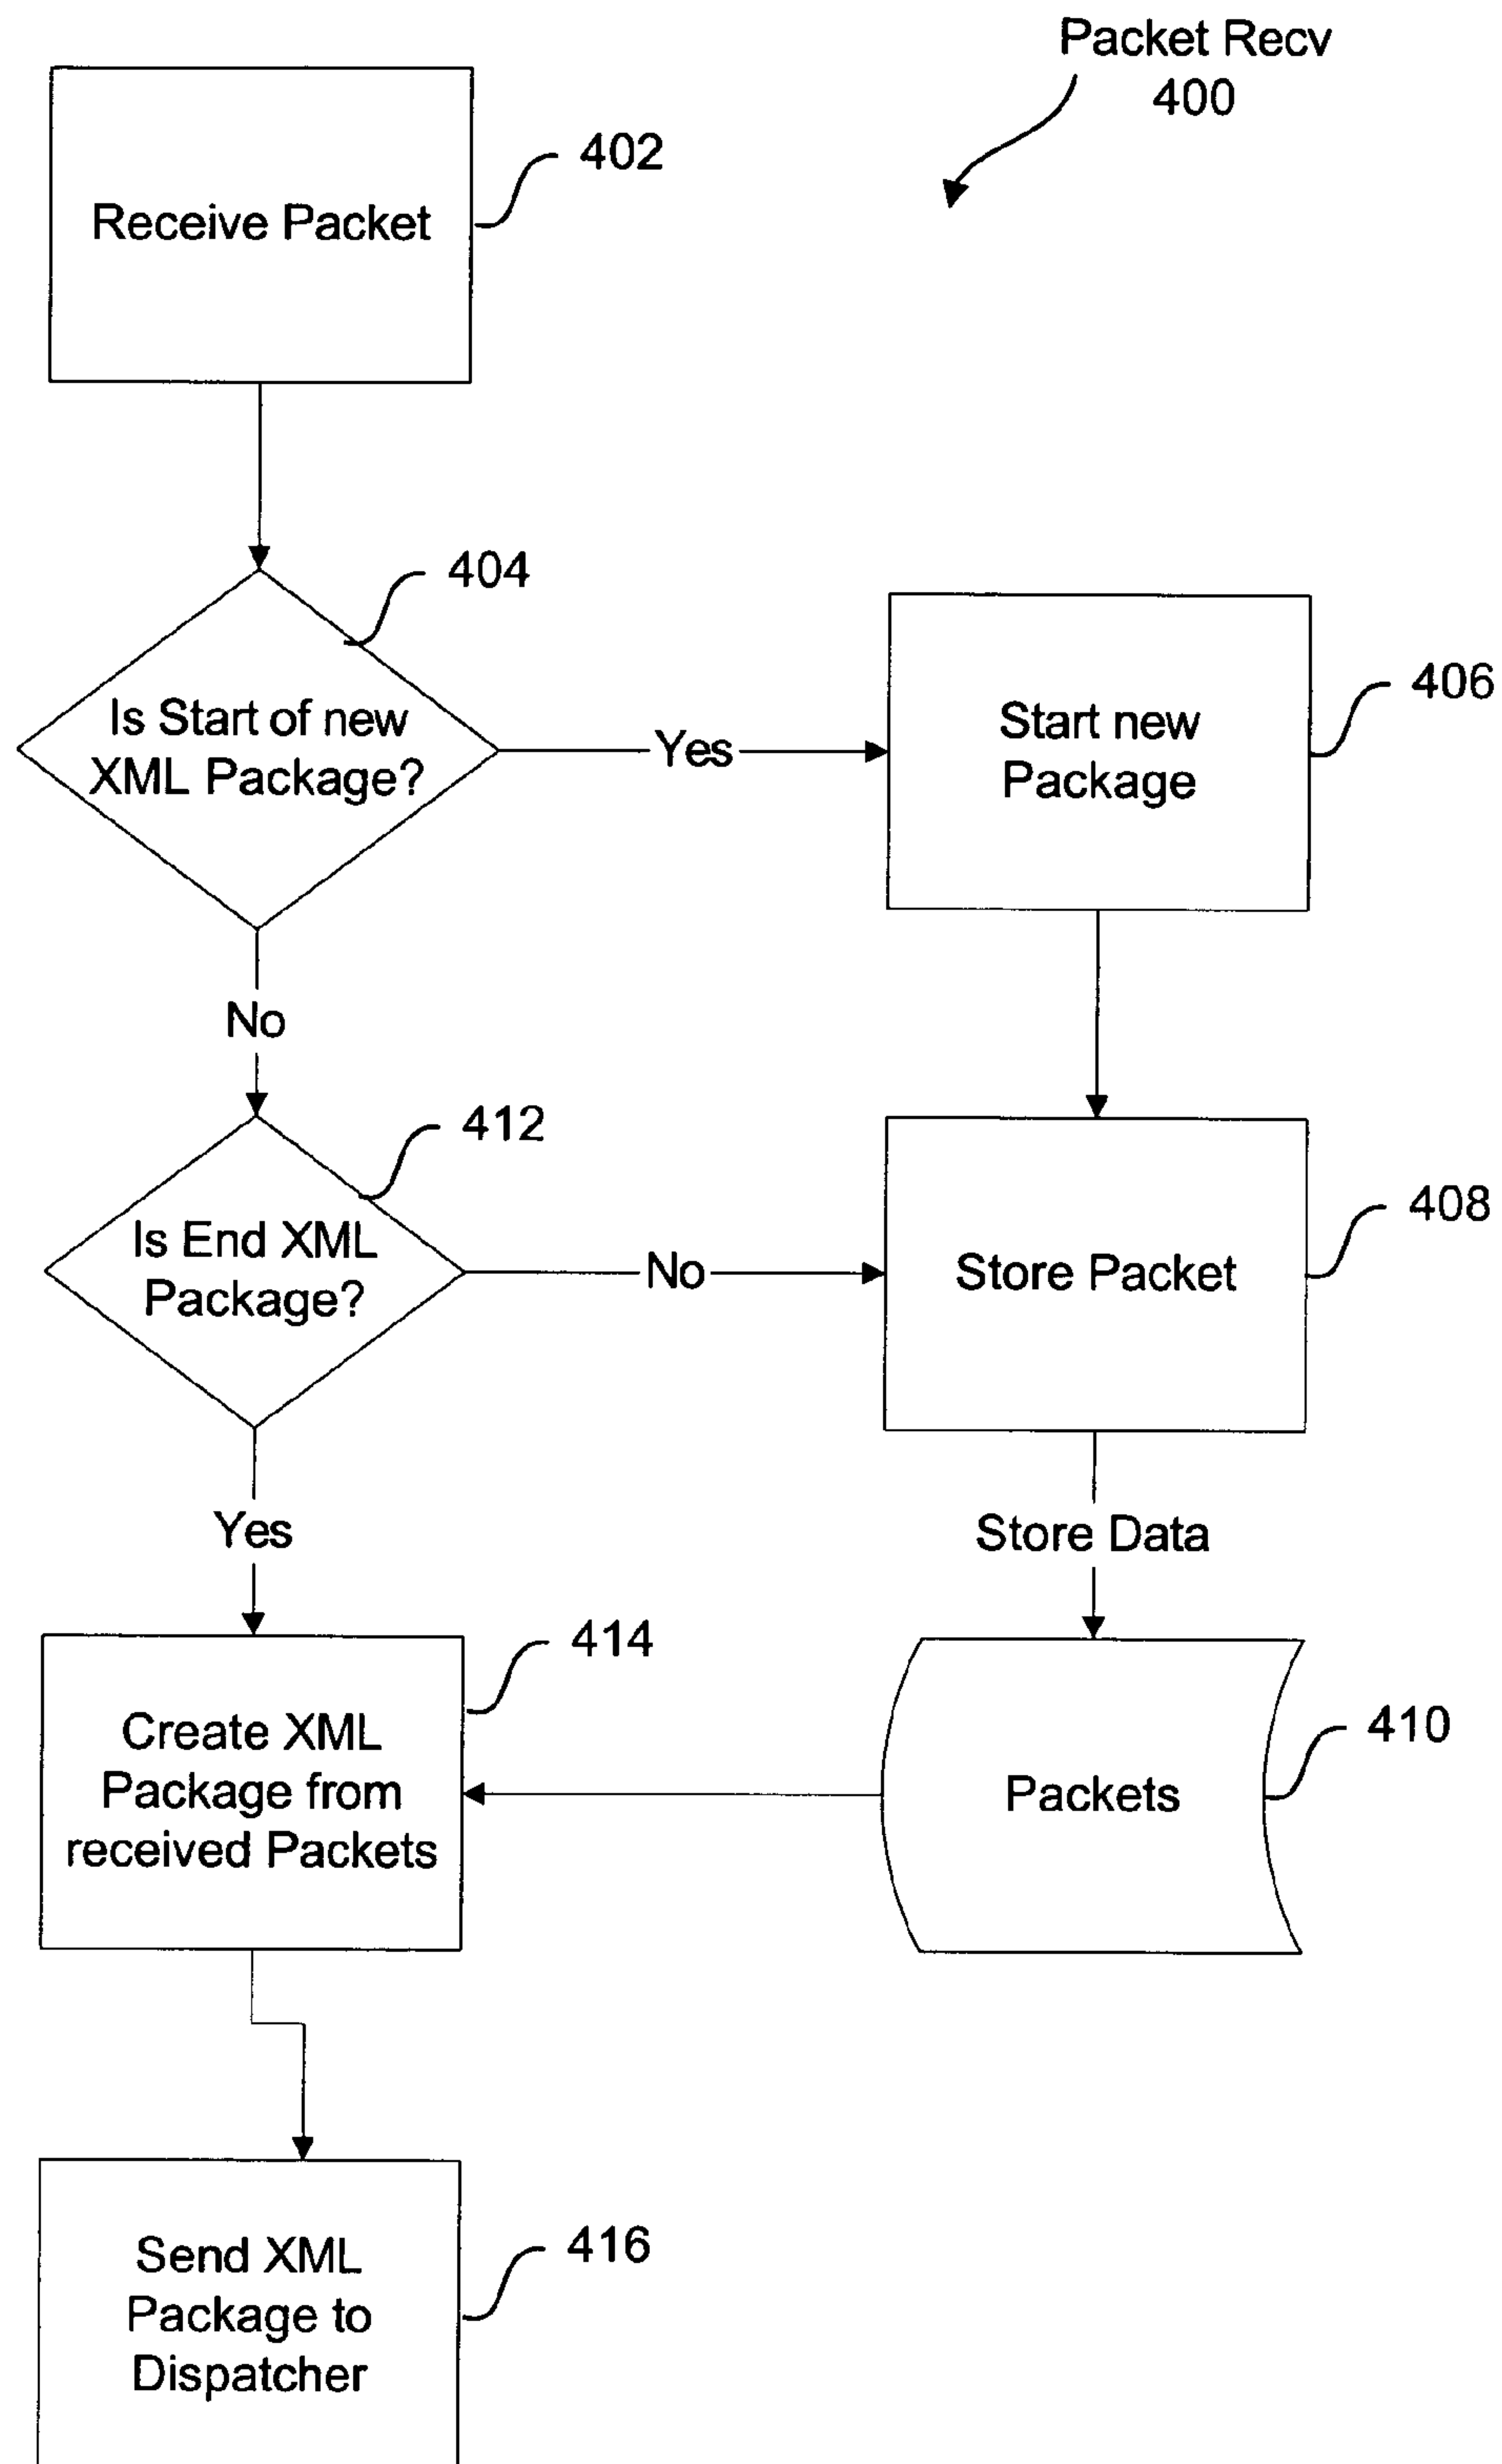 Packet Recv
400
402
Receive Packet
404
Is Start of new
XML Package?
Yes
406
Start new
Package
No
412
Is End XML
Package?
No
408
Store Packet
Yes
Store Data
414
Create XML
Package from
received Packets
410
Packets
416
Send XML
Package to
Dispatcher